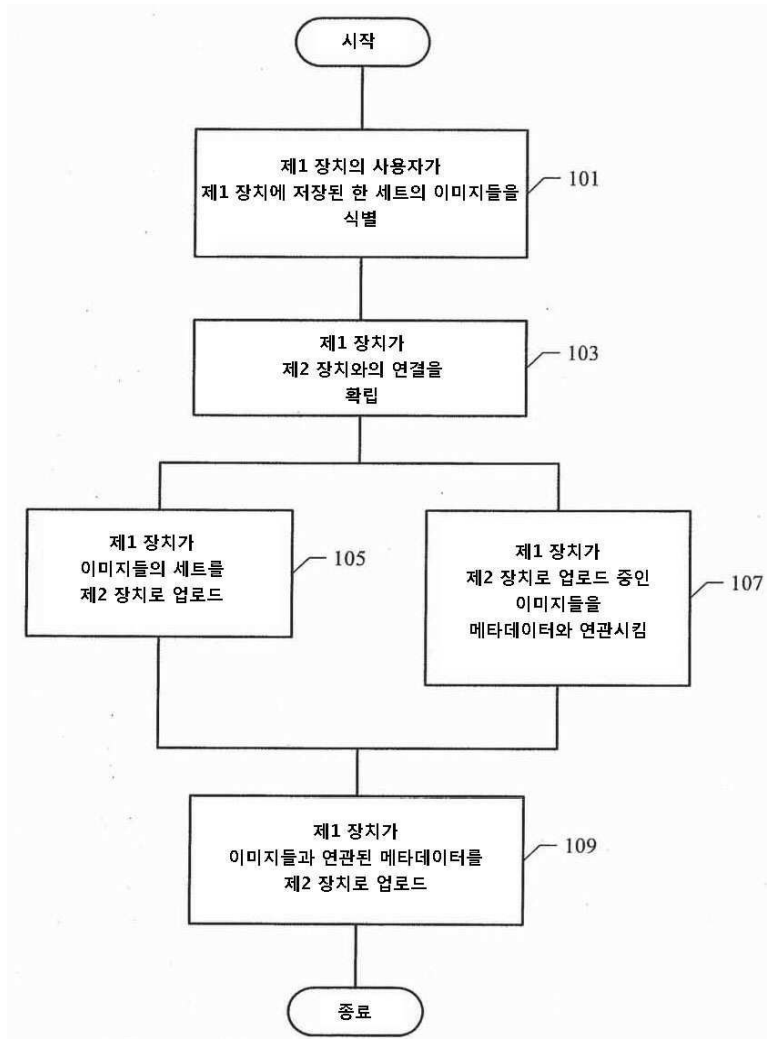 시작
제1 장치의 사용자가
제1 장치에 저장된 한 세트의 이미지들을
식별
101
제1 장치가
제2 장치와의 연결을
확립
103
제1 장치가
이미지들의 세트를
제2 장치로 업로드
105
제1 장치가
제2 장치로 업로드 중인
이미지들을
메타데이터와 연관시킴
107
제1 장치가
이미지들과 연관된 메타데이터를
제2 장치로 업로드
109
종료